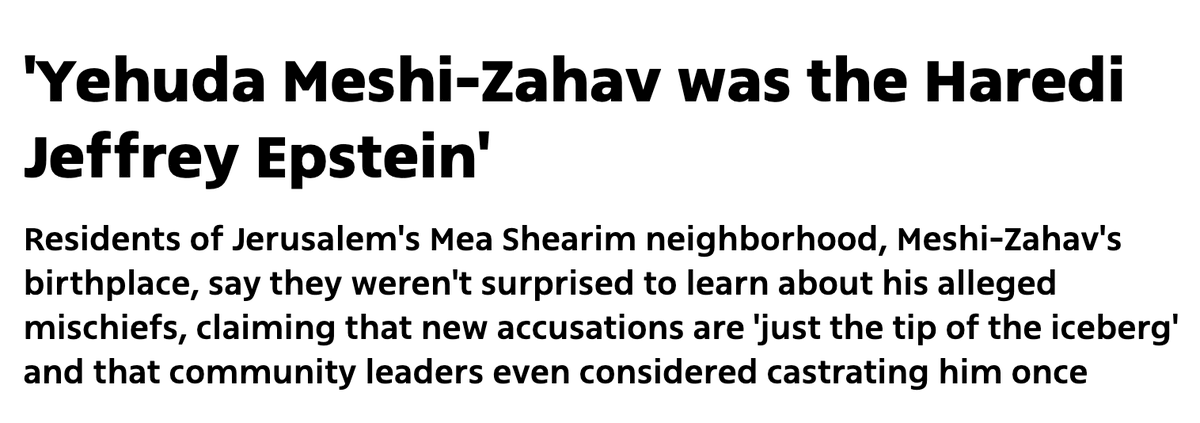 'Yehuda Meshi-Zahav was the Haredi
Jeffrey Epstein'
Residents of Jerusalem's Mea Shearim neighborhood, Meshi-Zahav's
birthplace, say they weren't surprised to learn about his alleged
mischiefs, claiming that new accusations are 'just the tip of the iceberg'
and that community leaders even considered castrating him once